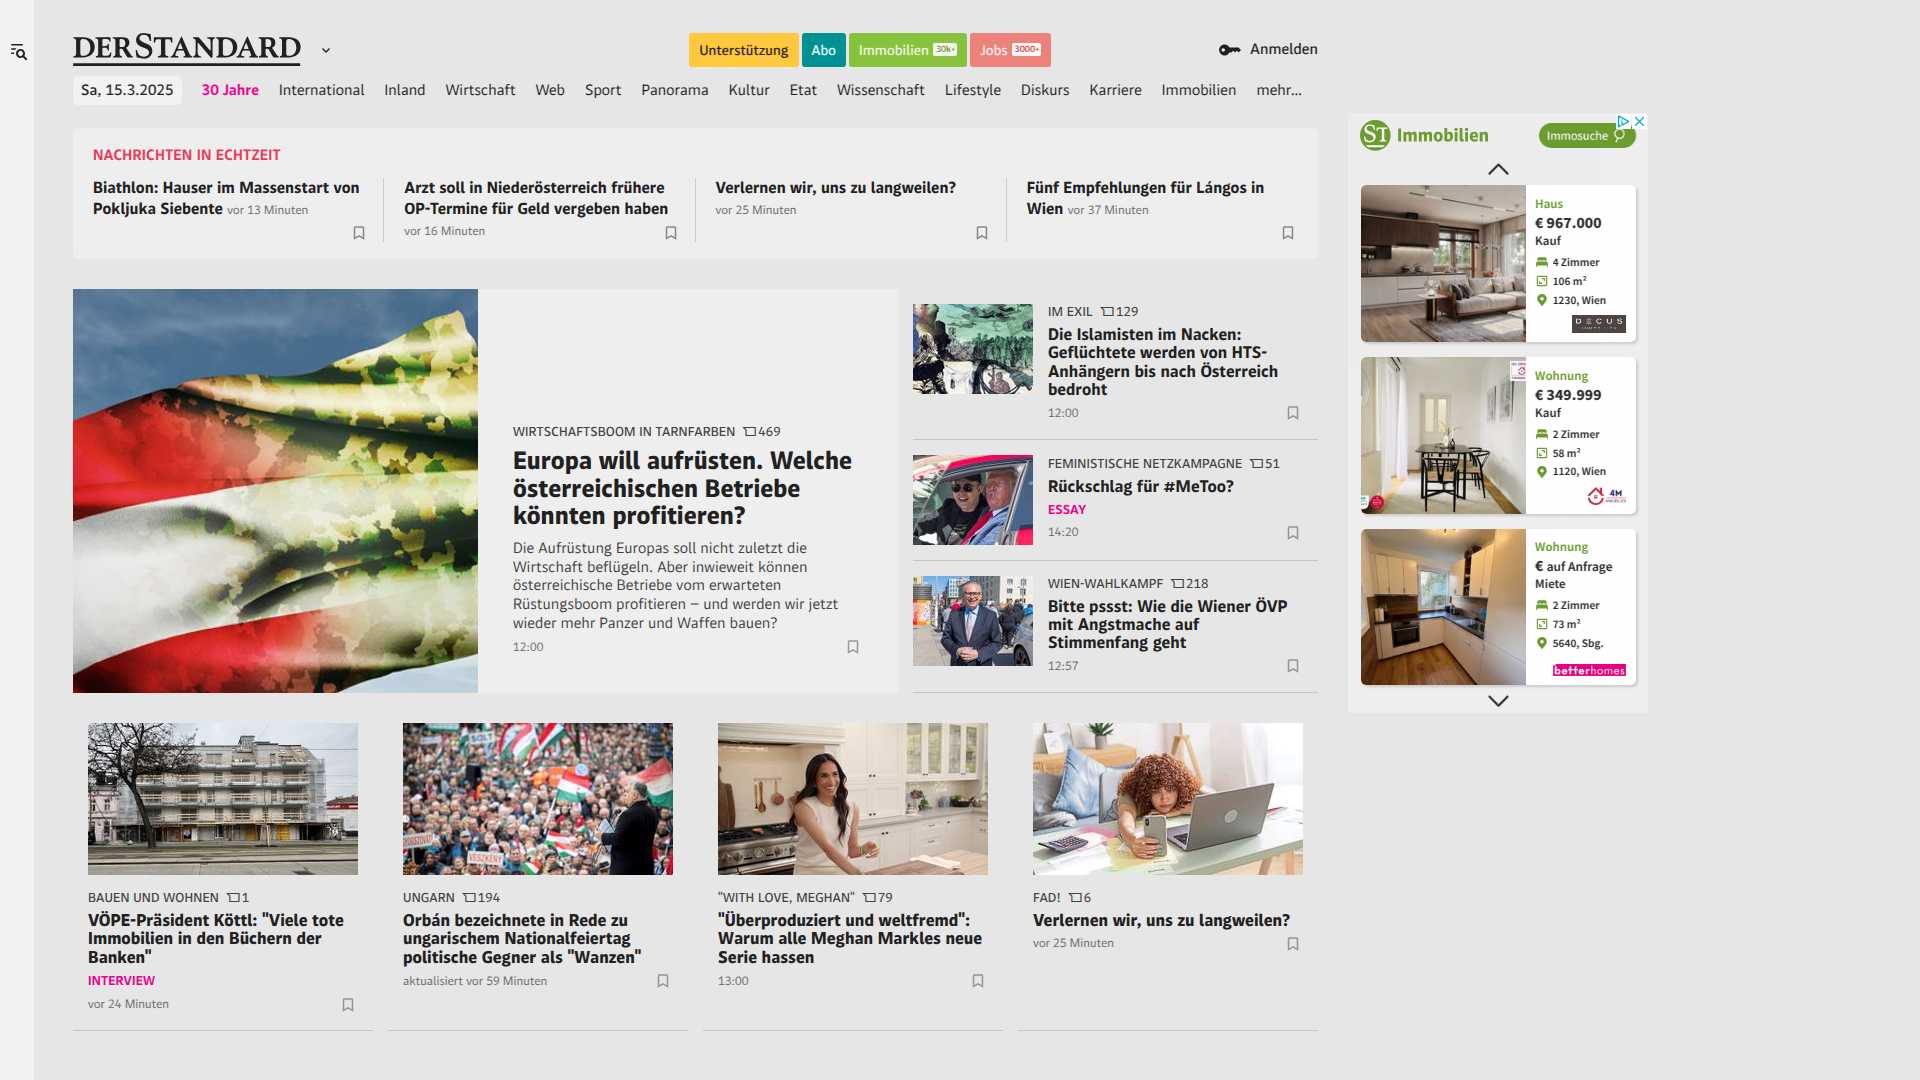 DERSTANDARD
Unterstützung
Abo
Immobilien 30k+
Jobs 3000+
Anmelden
Sa, 15.3.2025
30 Jahre
International
Inland
Wirtschaft
Web
Sport
Panorama
Kultur
Etat
Wissenschaft
Lifestyle
Diskurs
Karriere
Immobilien
mehr...
NACHRICHTEN IN ECHTZEIT
Biathlon: Hauser im Massenstart von
Pokljuka Siebente vor 13 Minuten
Arzt soll in Niederösterreich frühere
OP-Termine für Geld vergeben haben
vor 16 Minuten
Verlernen wir, uns zu langweilen?
vor 25 Minuten
Fünf Empfehlungen für Lángos in
Wien vor 37 Minuten
WIRTSCHAFTSBOOM IN TARNFARBEN 469
Europa will aufrüsten. Welche
österreichischen Betriebe
könnten profitieren?
Die Aufrüstung Europas soll nicht zuletzt die
Wirtschaft beflügeln. Aber inwieweit können
österreichische Betriebe vom erwarteten
Rüstungsboom profitieren – und werden wir jetzt
wieder mehr Panzer und Waffen bauen?
12:00
IM EXIL 129
Die Islamisten im Nacken:
Geflüchtete werden von HTS-
Anhängern bis nach Österreich
bedroht
12:00
FEMINISTISCHE NETZKAMPAGNE 51
Rückschlag für #MeToo?
ESSAY
14:20
WIEN-WAHLKAMPF 218
Bitte pssst: Wie die Wiener ÖVP
mit Angstmache auf
Stimmenfang geht
12:57
BAUEN UND WOHNEN 1
VÖPE-Präsident Köttl: "Viele tote
Immobilien in den Büchern der
Banken"
INTERVIEW
vor 24 Minuten
UNGARN 194
Orbán bezeichnete in Rede zu
ungarischem Nationalfeiertag
politische Gegner als "Wanzen"
aktualisiert vor 59 Minuten
"WITH LOVE, MEGHAN" 79
"Überproduziert und weltfremd":
Warum alle Meghan Markles neue
Serie hassen
13:00
FAD! 6
Verlernen wir, uns zu langweilen?
vor 25 Minuten
ST Immobilien
Immosuche
Haus
€ 967.000
Kauf
4 Zimmer
106 m²
1230, Wien
DECUS
Wohnung
€ 349.999
Kauf
2 Zimmer
58 m²
1120, Wien
4M
Wohnung
€ auf Anfrage
Miete
2 Zimmer
73 m²
5640, Sbg.
betterhomes